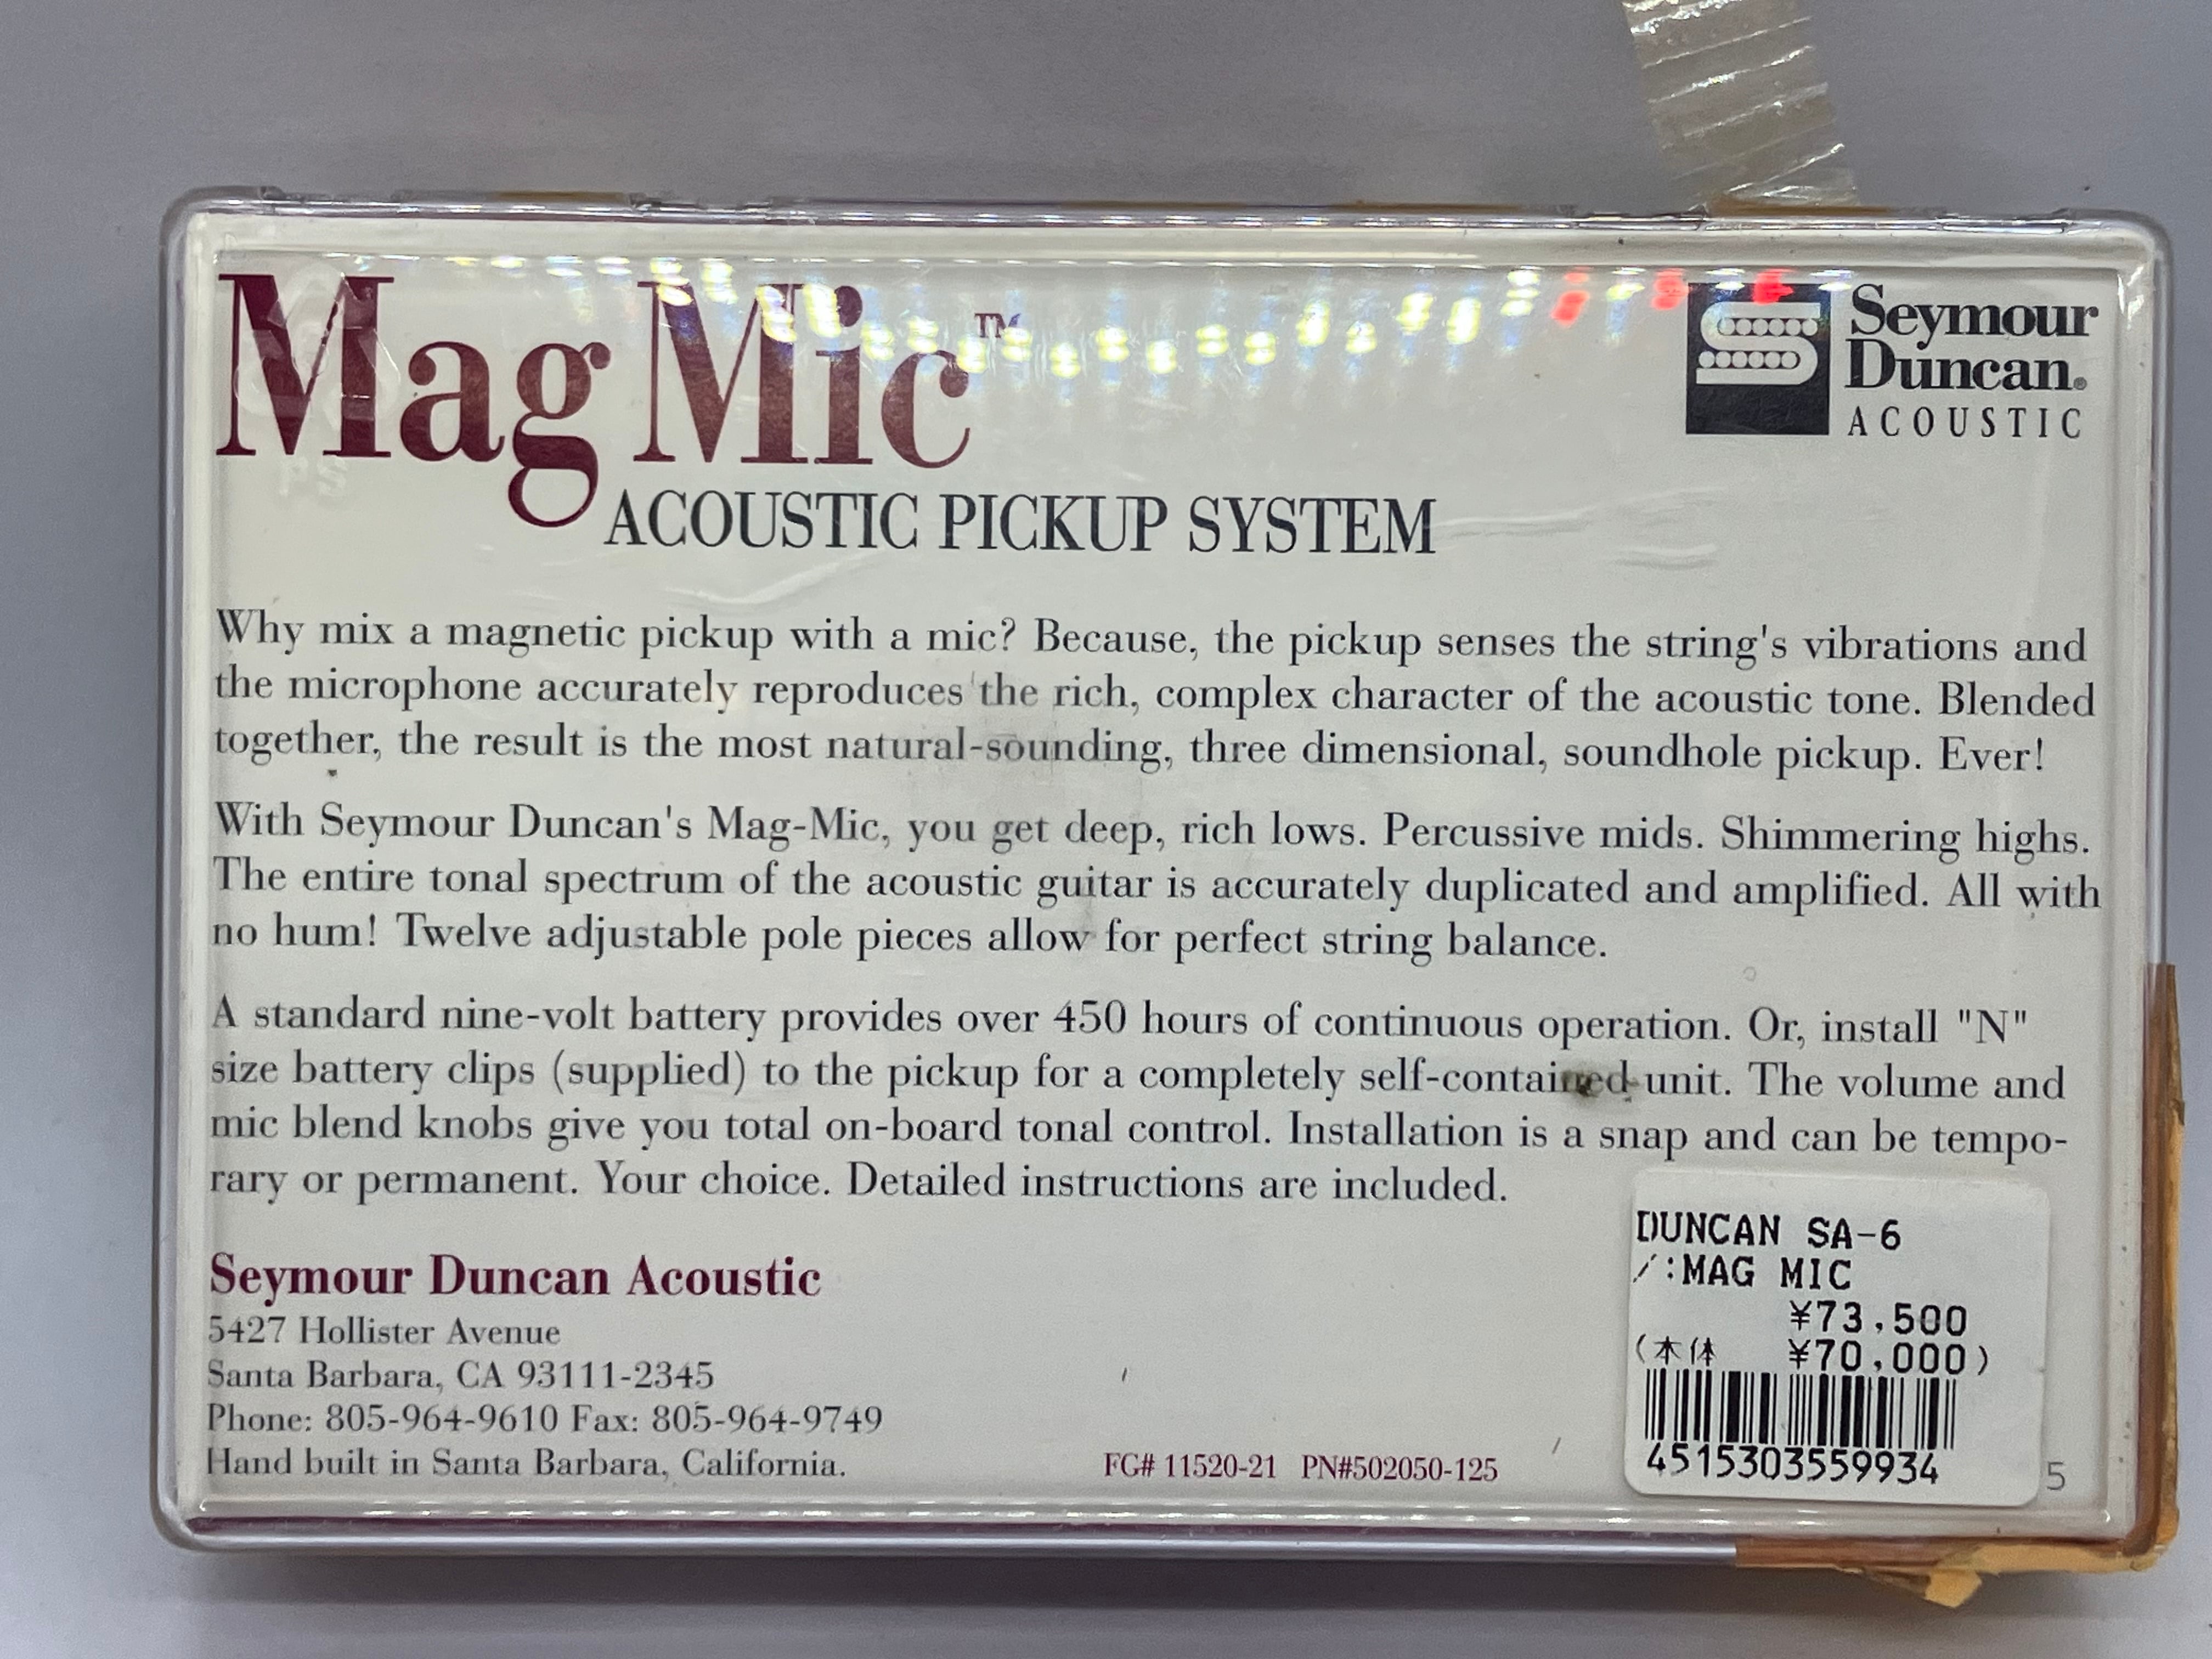 Mag Mic™
Seymour
Duncan®
ACOUSTIC
ACOUSTIC PICKUP SYSTEM
Why mix a magnetic pickup with a mic? Because, the pickup senses the string's vibrations and
the microphone accurately reproduces the rich, complex character of the acoustic tone. Blended
together, the result is the most natural-sounding, three dimensional, soundhole pickup. Ever!
With Seymour Duncan's Mag-Mic, you get deep, rich lows. Percussive mids. Shimmering highs.
The entire tonal spectrum of the acoustic guitar is accurately duplicated and amplified. All with
no hum! Twelve adjustable pole pieces allow for perfect string balance.
A standard nine-volt battery provides over 450 hours of continuous operation. Or, install "N"
size battery clips (supplied) to the pickup for a completely self-contained unit. The volume and
mic blend knobs give you total on-board tonal control. Installation is a snap and can be tempo-
rary or permanent. Your choice. Detailed instructions are included.
Seymour Duncan Acoustic
5427 Hollister Avenue
Santa Barbara, CA 93111-2345
Phone: 805-964-9610 Fax: 805-964-9749
Hand built in Santa Barbara, California.
FG# 11520-21 PN#502050-125
DUNCAN SA-6
/:MAG MIC
¥73,500
(本体 ¥70,000)
4515303559934
5